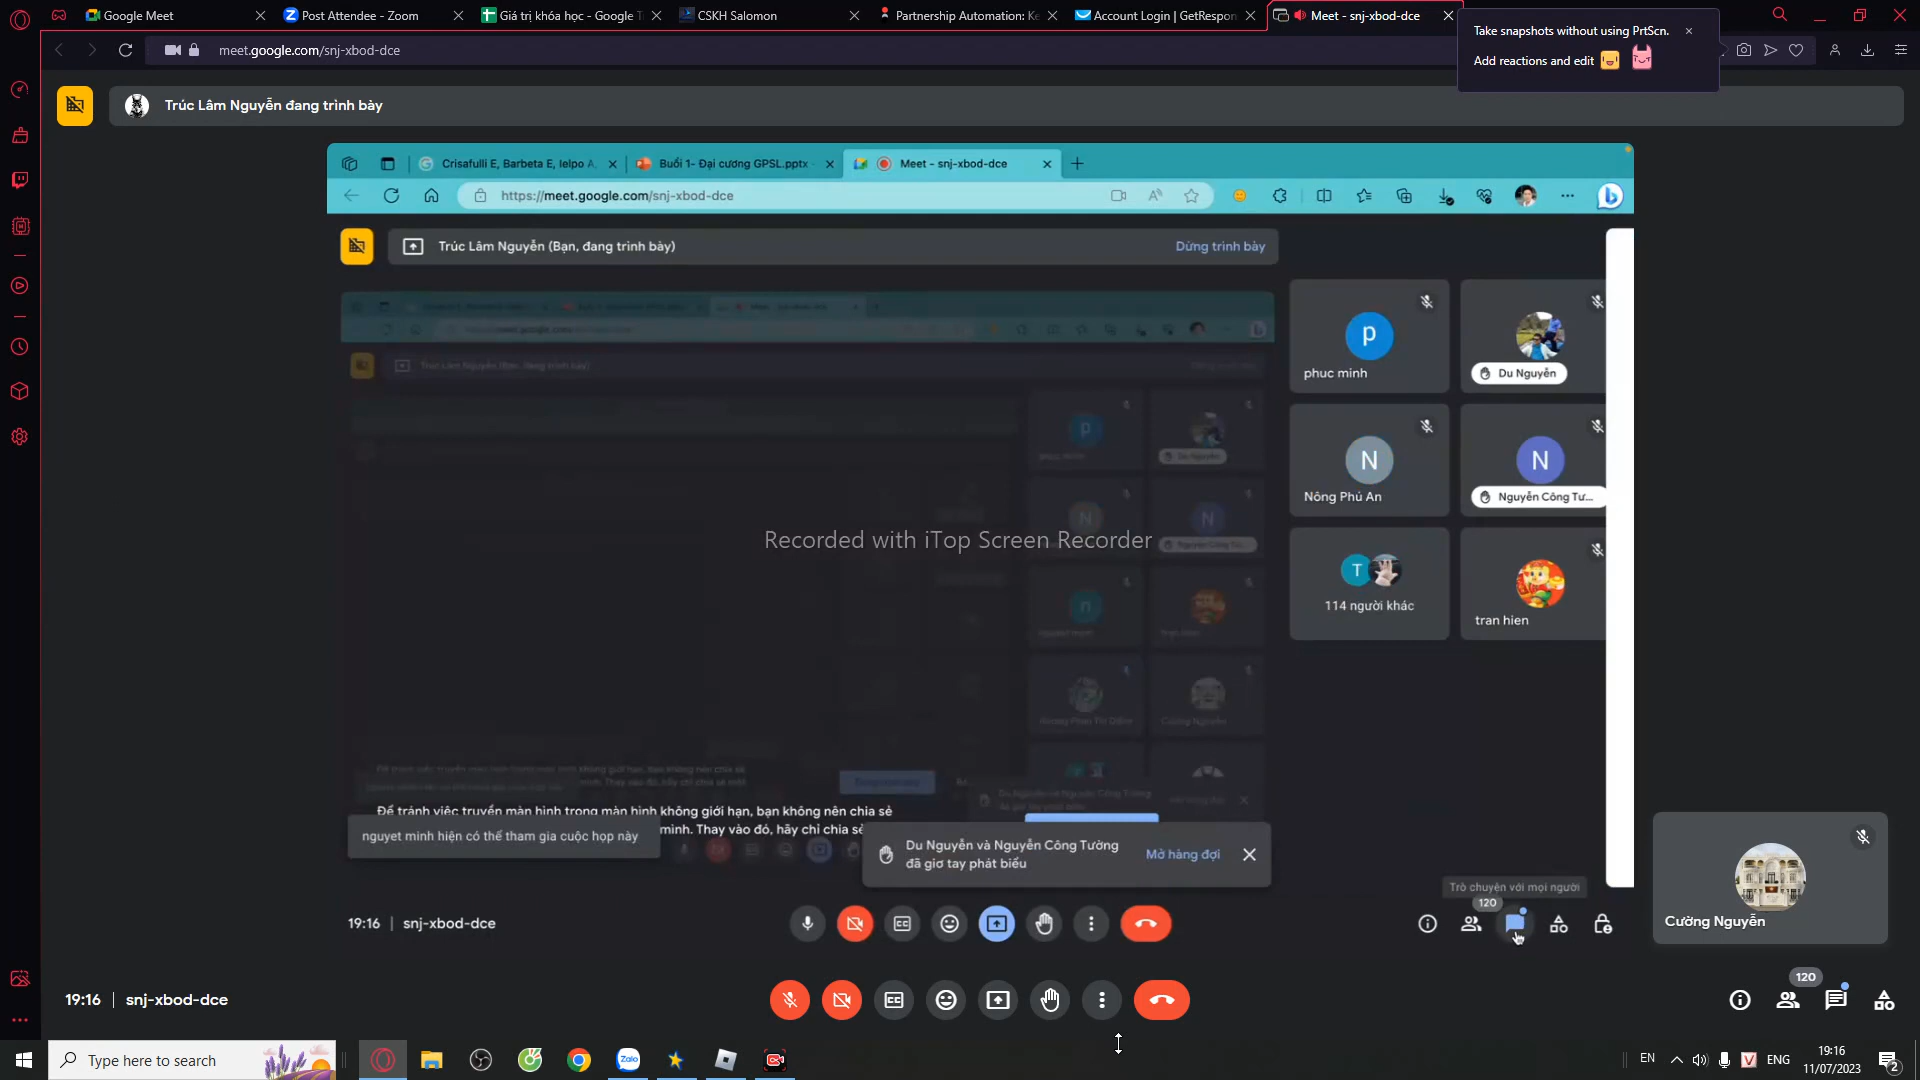 Google Meet
Post Attendee - Zoom
Giá trị khóa học - Google T
CSKH Salomon
Partnership Automation: Ke
Account Login | GetRespon
Meet - snj-xbod-dce
Take snapshots without using PrtScn.
Add reactions and edit
meet.google.com/snj-xbod-dce
Trúc Lâm Nguyễn đang trình bày
Crisafulli E, Barbeta E, Ielpo A.
Buổi 1- Đại cương GPSL.pptx
Meet - snj-xbod-dce
https://meet.google.com/snj-xbod-dce
Trúc Lâm Nguyễn (Bạn, đang trình bày)
Dừng trình bày
Trúc Lâm Nguyễn (Bạn, đang trình bày)
p
phuc minh
Du Nguyễn
N
Nông Phú An
N
Nguyễn Công Tư...
T
114 người khác
tran hien
Recorded with iTop Screen Recorder
Để tránh việc truyền màn hình trong màn hình không giới hạn, bạn không nên chia sẻ
mình. Thay vào đó, hãy chỉ chia sẻ
nguyet minh hiện có thể tham gia cuộc họp này
Du Nguyễn và Nguyễn Công Tường
đã giơ tay phát biểu
Mở hàng đợi
Trò chuyện với mọi người
120
19:16 | snj-xbod-dce
Cường Nguyễn
120
19:16 | snj-xbod-dce
Type here to search
EN
ENG
19:16
11/07/2023
2